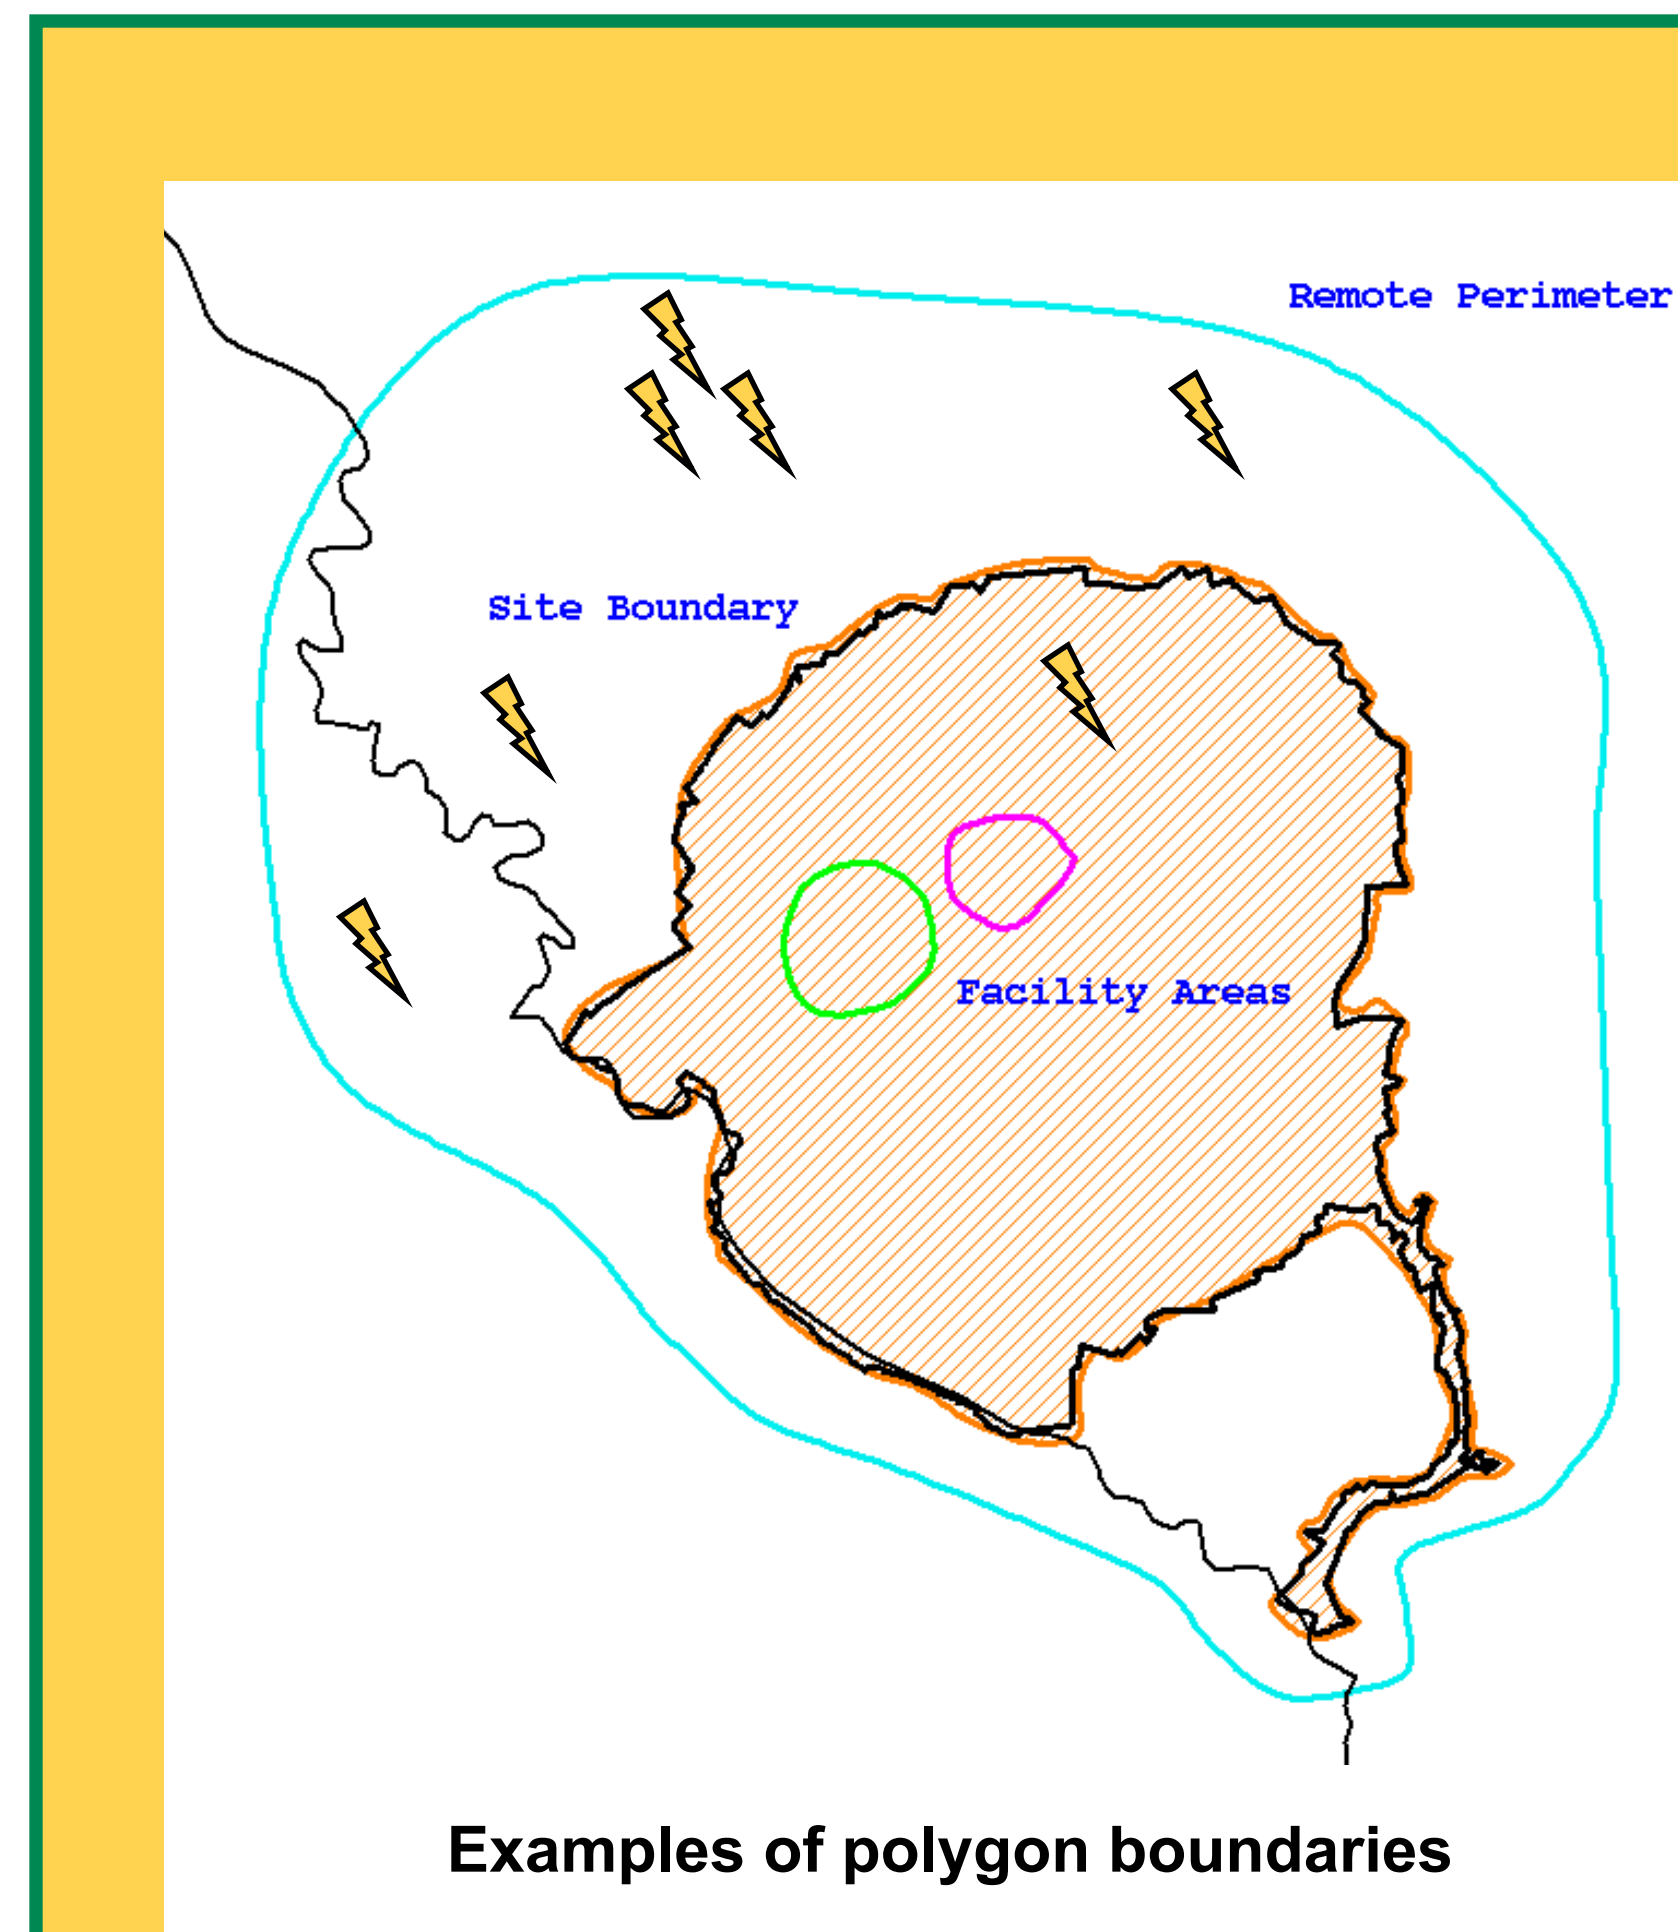 Remote Perimeter
Site Boundary
Facility Areas
Examples of polygon boundaries